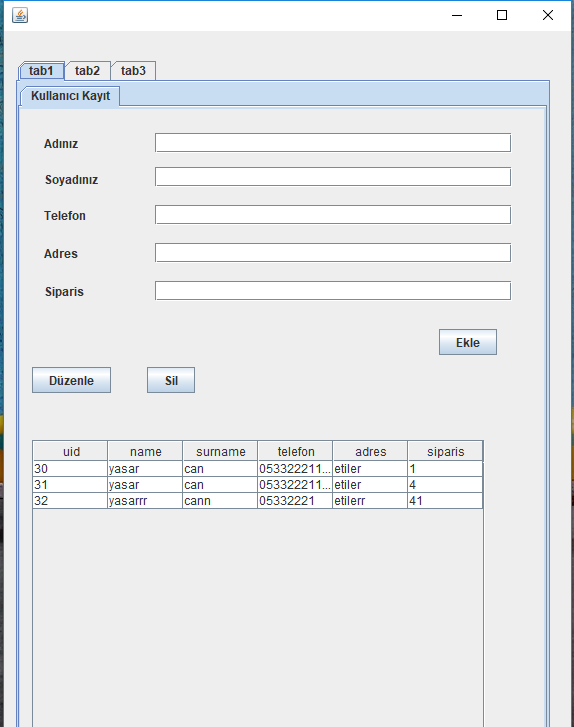 tab1 tab2 tab3
Kullanıcı Kayıt
Adınız
Soyadınız
Telefon
Adres
Siparis
Ekle
Düzenle Sil
uid name surname telefon adres siparis
30 yasar can 053322211... etiler 1
31 yasar can 053322211... etiler 4
32 yasarrr cann 05332221 etilerr 41